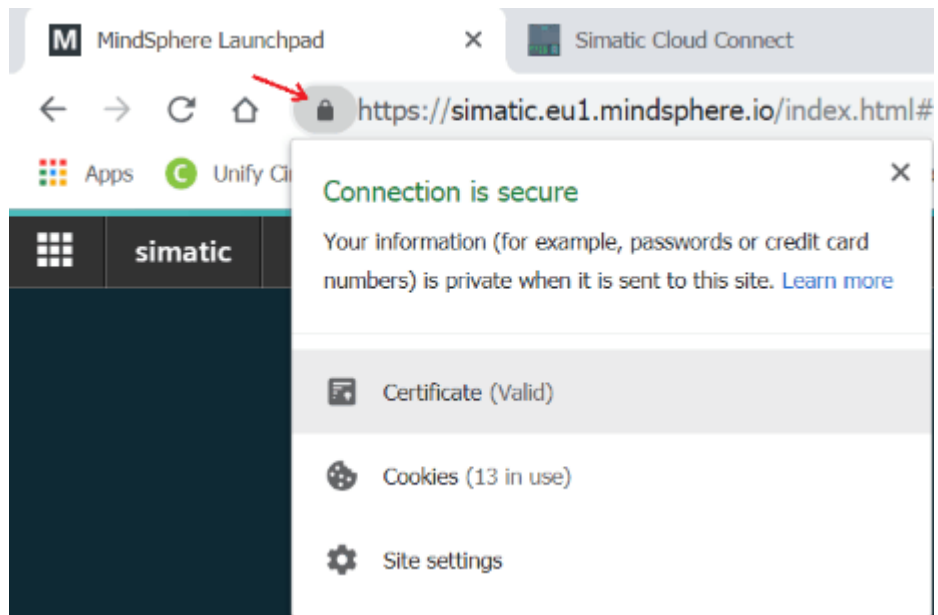 M MindSphere Launchpad
Simatic Cloud Connect
https://simatic.eu1.mindsphere.io/index.html#
Apps
C Unify Ci
simatic
Connection is secure
Your information (for example, passwords or credit card
numbers) is private when it is sent to this site. Learn more
Certificate (Valid)
Cookies (13 in use)
Site settings